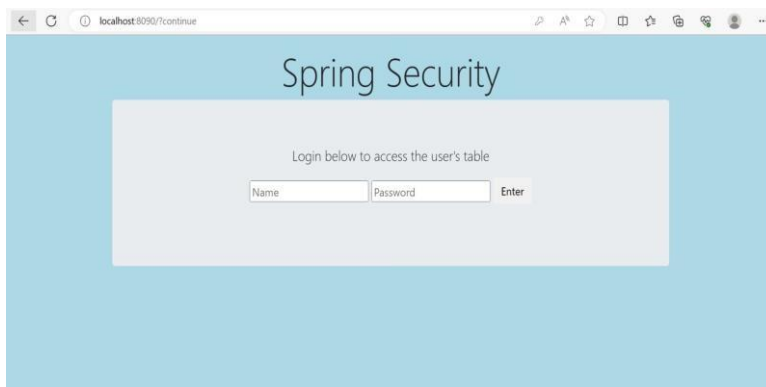 localhost:8090/?continue
Spring Security
Login below to access the user's table
Name Password Enter